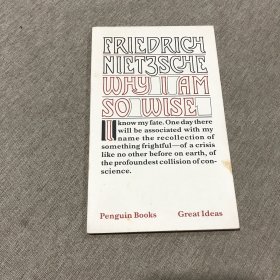 FRIEDRICH
NIETZSCHE
WHY I AM
SO WISE
I know my fate. One day there
will be associated with my
name the recollection of
something frightful—of a crisis
like no other before on earth, of
the profoundest collision of con-
science.
Penguin Books Great Ideas